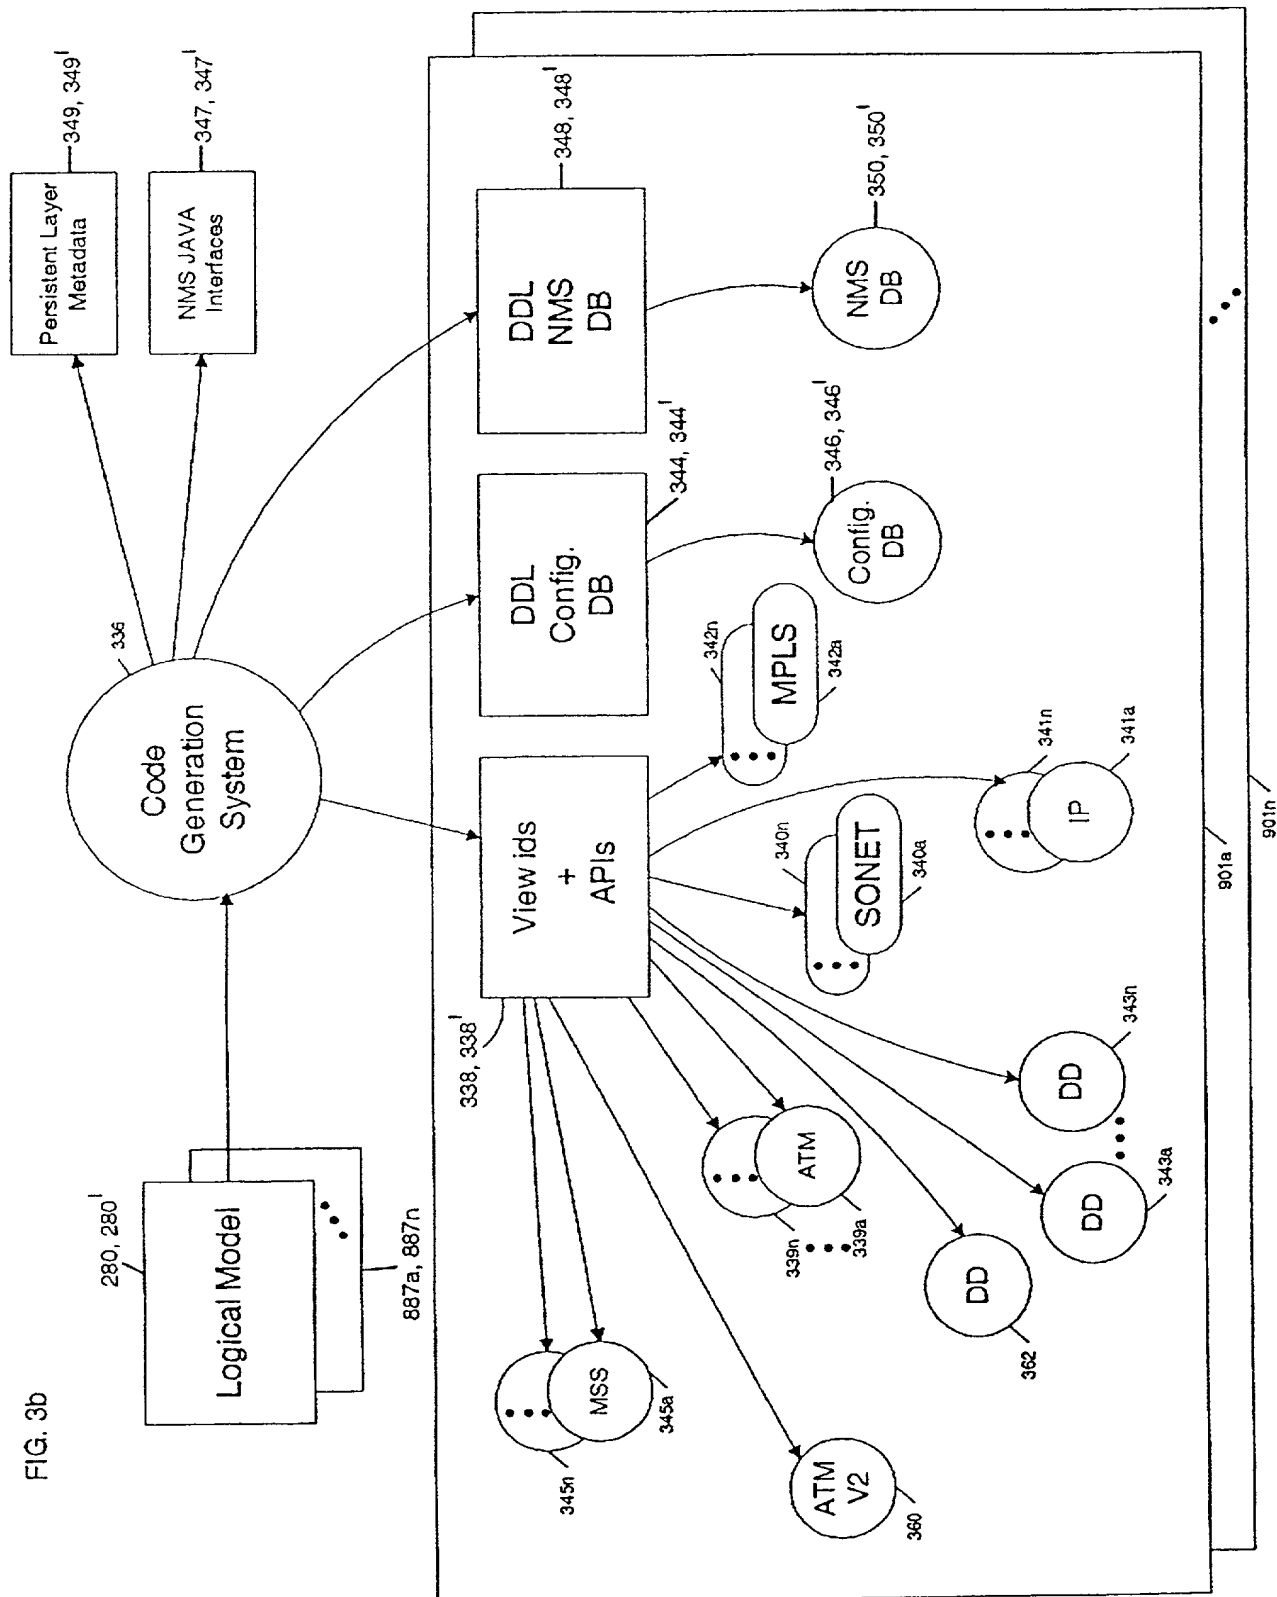 FIG. 3b
280, 280'
Logical Model
887a, 887n
Code
Generation
System
336
Persistent Layer
Metadata
349, 349'
NMS JAVA
Interfaces
347, 347'
338, 338'
View ids
+
APIs
DDL
Config.
DB
344, 344'
DDL
NMS
DB
348, 348'
345n
MSS
345a
ATM
V2
360
339n
ATM
339a
DD
362
DD
343a
DD
343n
340n
SONET
340a
342n
MPLS
342a
341n
IP
341a
Config.
DB
346, 346'
NMS
DB
350, 350'
901a
901n